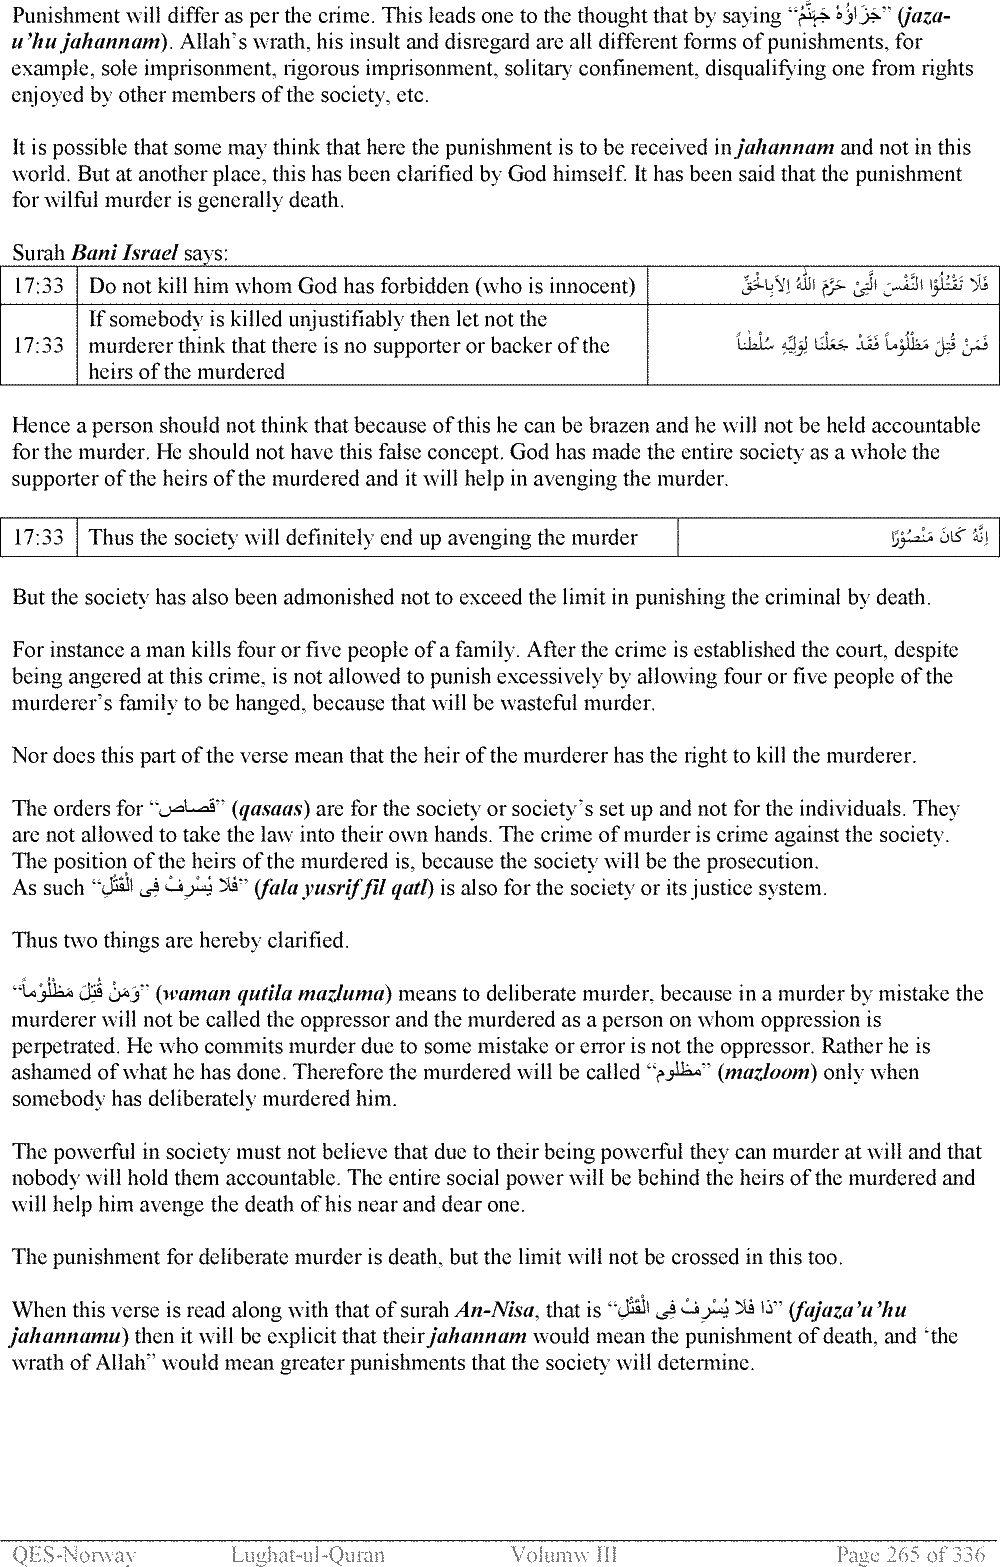 Punishment will differ as per the crime. This leads one to the thought that by saying “جَزَاؤُهٗ جَہَنَّمُ” (jaza-
u’hu jahannam). Allah’s wrath, his insult and disregard are all different forms of punishments, for
example, sole imprisonment, rigorous imprisonment, solitary confinement, disqualifying one from rights
enjoyed by other members of the society, etc.
It is possible that some may think that here the punishment is to be received in jahannam and not in this
world. But at another place, this has been clarified by God himself. It has been said that the punishment
for wilful murder is generally death.
Surah Bani Israel says:
17:33 Do not kill him whom God has forbidden (who is innocent) فَلَا تَقْتُلُوْا النَّفْسَ الَّتِیْ حَرَّمَ اللّٰهُ اِلاَّبِالْحَقِّ
17:33 If somebody is killed unjustifiably then let not the
murderer think that there is no supporter or backer of the
heirs of the murdered فَمَنْ قُتِلَ مَظْلُوْماً فَقَدْ جَعَلْنَا لِوَلِیِّهٖ سُلْطٰناً
Hence a person should not think that because of this he can be brazen and he will not be held accountable
for the murder. He should not have this false concept. God has made the entire society as a whole the
supporter of the heirs of the murdered and it will help in avenging the murder.
17:33 Thus the society will definitely end up avenging the murder اِنَّهٗ كَانَ مَنْصُوْرًا
But the society has also been admonished not to exceed the limit in punishing the criminal by death.
For instance a man kills four or five people of a family. After the crime is established the court, despite
being angered at this crime, is not allowed to punish excessively by allowing four or five people of the
murderer’s family to be hanged, because that will be wasteful murder.
Nor does this part of the verse mean that the heir of the murderer has the right to kill the murderer.
The orders for “قصاص” (qasaas) are for the society or society’s set up and not for the individuals. They
are not allowed to take the law into their own hands. The crime of murder is crime against the society.
The position of the heirs of the murdered is, because the society will be the prosecution.
As such “فَلَا یُسْرِفْ فِی الْقَتْلِ” (fala yusrif fil qatl) is also for the society or its justice system.
Thus two things are hereby clarified.
“وَمَنْ قُتِلَ مَظْلُوْماً” (waman qutila mazluma) means to deliberate murder, because in a murder by mistake the
murderer will not be called the oppressor and the murdered as a person on whom oppression is
perpetrated. He who commits murder due to some mistake or error is not the oppressor. Rather he is
ashamed of what he has done. Therefore the murdered will be called “مظلوم” (mazloom) only when
somebody has deliberately murdered him.
The powerful in society must not believe that due to their being powerful they can murder at will and that
nobody will hold them accountable. The entire social power will be behind the heirs of the murdered and
will help him avenge the death of his near and dear one.
The punishment for deliberate murder is death, but the limit will not be crossed in this too.
When this verse is read along with that of surah An-Nisa, that is “ذَا فَلَا یُسْرِفْ فِی الْقَتْلِ” (fajaza’u’hu
jahannamu) then it will be explicit that their jahannam would mean the punishment of death, and ‘the
wrath of Allah” would mean greater punishments that the society will determine.
QES-Norway Lughat-ul-Quran Volumw III Page 265 of 336